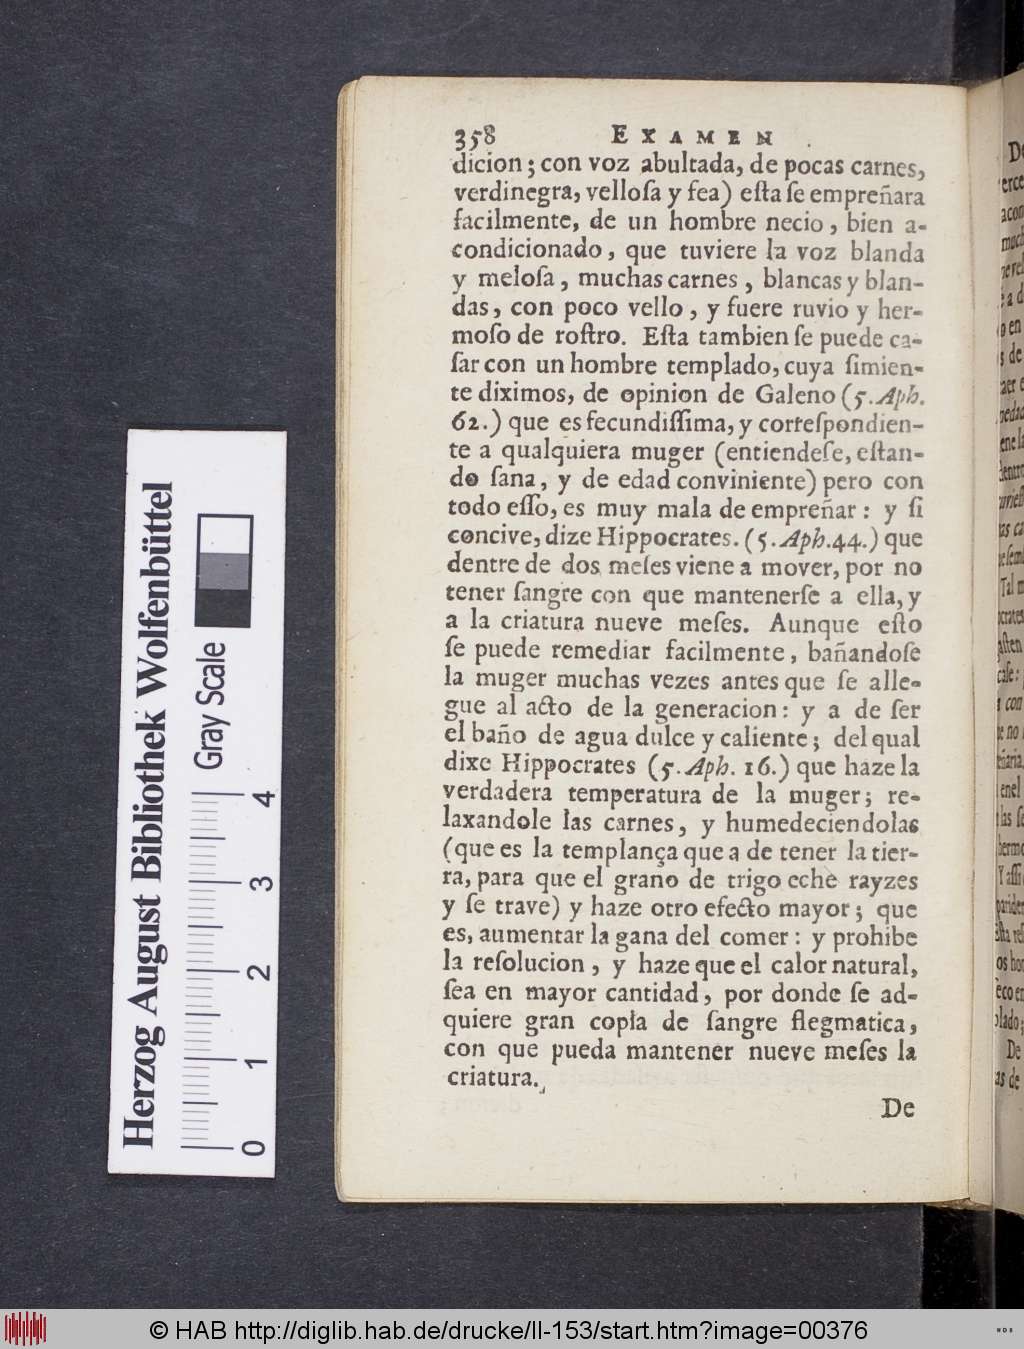 358 EXAMEN
dicion; con voz abultada, de pocas carnes,
verdinegra, velloſa y fea) eſta ſe empreñara
facilmente, de un hombre necio, bien a-
condicionado, que tuviere la voz blanda
y meloſa, muchas carnes, blancas y blan-
das, con poco vello, y fuere ruvio y her-
moſo de roſtro. Eſta tambien ſe puede ca-
ſar con un hombre templado, cuya ſimien-
te diximos, de opinion de Galeno (5. Aph.
62.) que es fecundiſſima, y correſpondien-
te a qualquiera muger (entiendeſe, eſtan-
do ſana, y de edad conviniente) pero con
todo eſſo, es muy mala de empreñar: y ſi
concive, dize Hippocrates. (5. Aph. 44.) que
dentre de dos meſes viene a mover, por no
tener ſangre con que mantenerſe a ella, y
a la criatura nueve meſes. Aunque eſto
ſe puede remediar facilmente, bañandoſe
la muger muchas vezes antes que ſe alle-
gue al acto de la generacion: y a de ſer
el baño de agua dulce y caliente; del qual
dixe Hippocrates (5. Aph. 16.) que haze la
verdadera temperatura de la muger; re-
laxandole las carnes, y humedeciendolas
(que es la templança que a de tener la tier-
ra, para que el grano de trigo eche rayzes
y ſe trave) y haze otro efecto mayor; que
es, aumentar la gana del comer: y prohibe
la reſolucion, y haze que el calor natural,
ſea en mayor cantidad, por donde ſe ad-
quiere gran copia de ſangre flegmatica,
con que pueda mantener nueve meſes la
criatura.
De
Herzog August Bibliothek Wolfenbüttel
Gray Scale
0 1 2 3 4
© HAB http://diglib.hab.de/drucke/ll-153/start.htm?image=00376